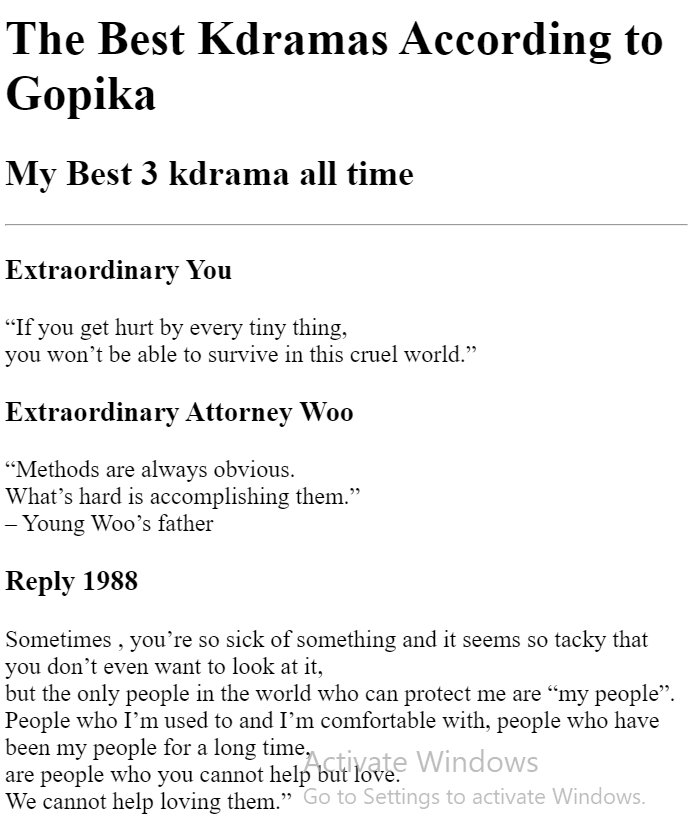 The Best Kdramas According to
Gopika
My Best 3 kdrama all time
Extraordinary You
“If you get hurt by every tiny thing,
you won’t be able to survive in this cruel world.”
Extraordinary Attorney Woo
“Methods are always obvious.
What’s hard is accomplishing them.”
– Young Woo’s father
Reply 1988
Sometimes , you’re so sick of something and it seems so tacky that
you don’t even want to look at it,
but the only people in the world who can protect me are “my people”.
People who I’m used to and I’m comfortable with, people who have
been my people for a long time,
are people who you cannot help but love.
We cannot help loving them.”
Activate Windows
Go to Settings to activate Windows.